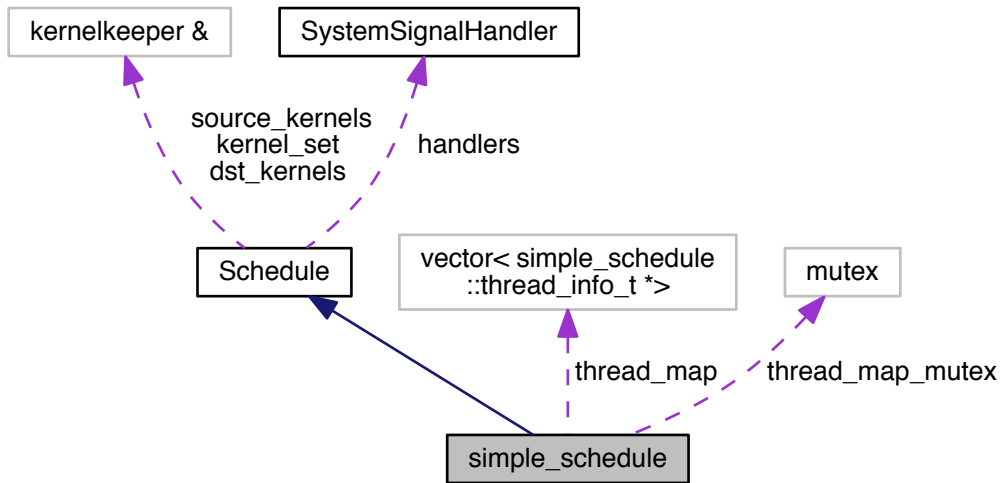 kernelkeeper &
SystemSignalHandler
source_kernels
kernel_set
dst_kernels
handlers
Schedule
vector< simple_schedule
::thread_info_t *>
mutex
thread_map
thread_map_mutex
simple_schedule